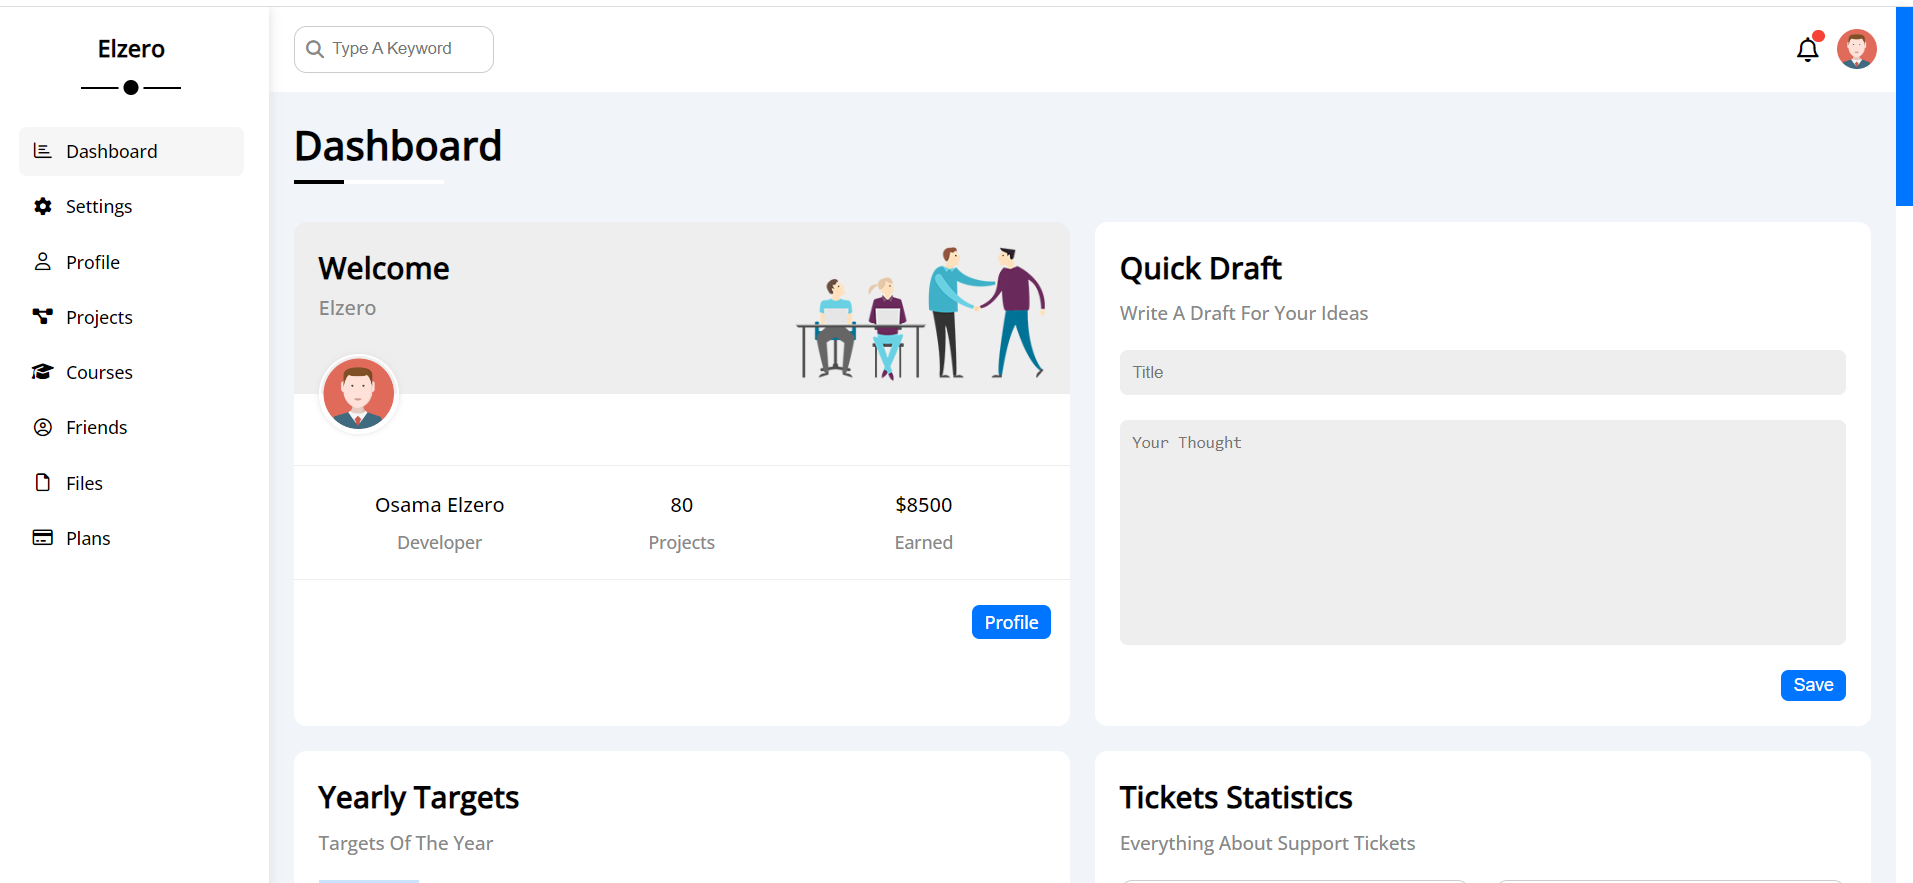 Elzero
Dashboard
Settings
Profile
Projects
Courses
Friends
Files
Plans
Type A Keyword
Dashboard
Welcome
Elzero
Osama Elzero
Developer
80
Projects
$8500
Earned
Profile
Quick Draft
Write A Draft For Your Ideas
Title
Your Thought
Save
Yearly Targets
Targets Of The Year
Tickets Statistics
Everything About Support Tickets